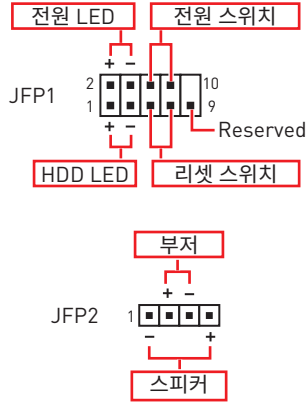 전원 LED 전원 스위치
+ −
JFP1
2 10
1 9
+ − Reserved
HDD LED 리셋 스위치
부저
+ −
JFP2 1
− +
스피커